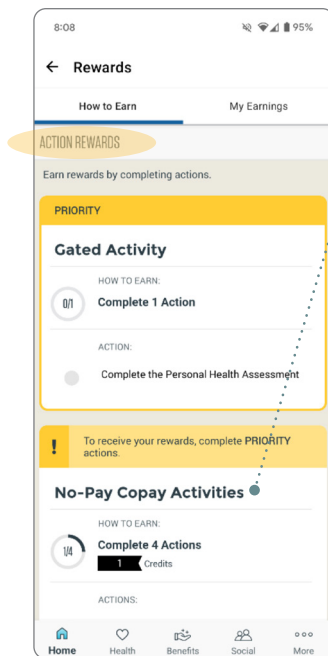 8:08
95%
Rewards
How to Earn
My Earnings
ACTION REWARDS
Earn rewards by completing actions.
PRIORITY
Gated Activity
HOW TO EARN:
0/1
Complete 1 Action
ACTION:
Complete the Personal Health Assessment
!
To receive your rewards, complete PRIORITY
actions.
No-Pay Copay Activities
HOW TO EARN:
1/4
Complete 4 Actions
1 Credits
ACTIONS:
Home
Health
Benefits
Social
More